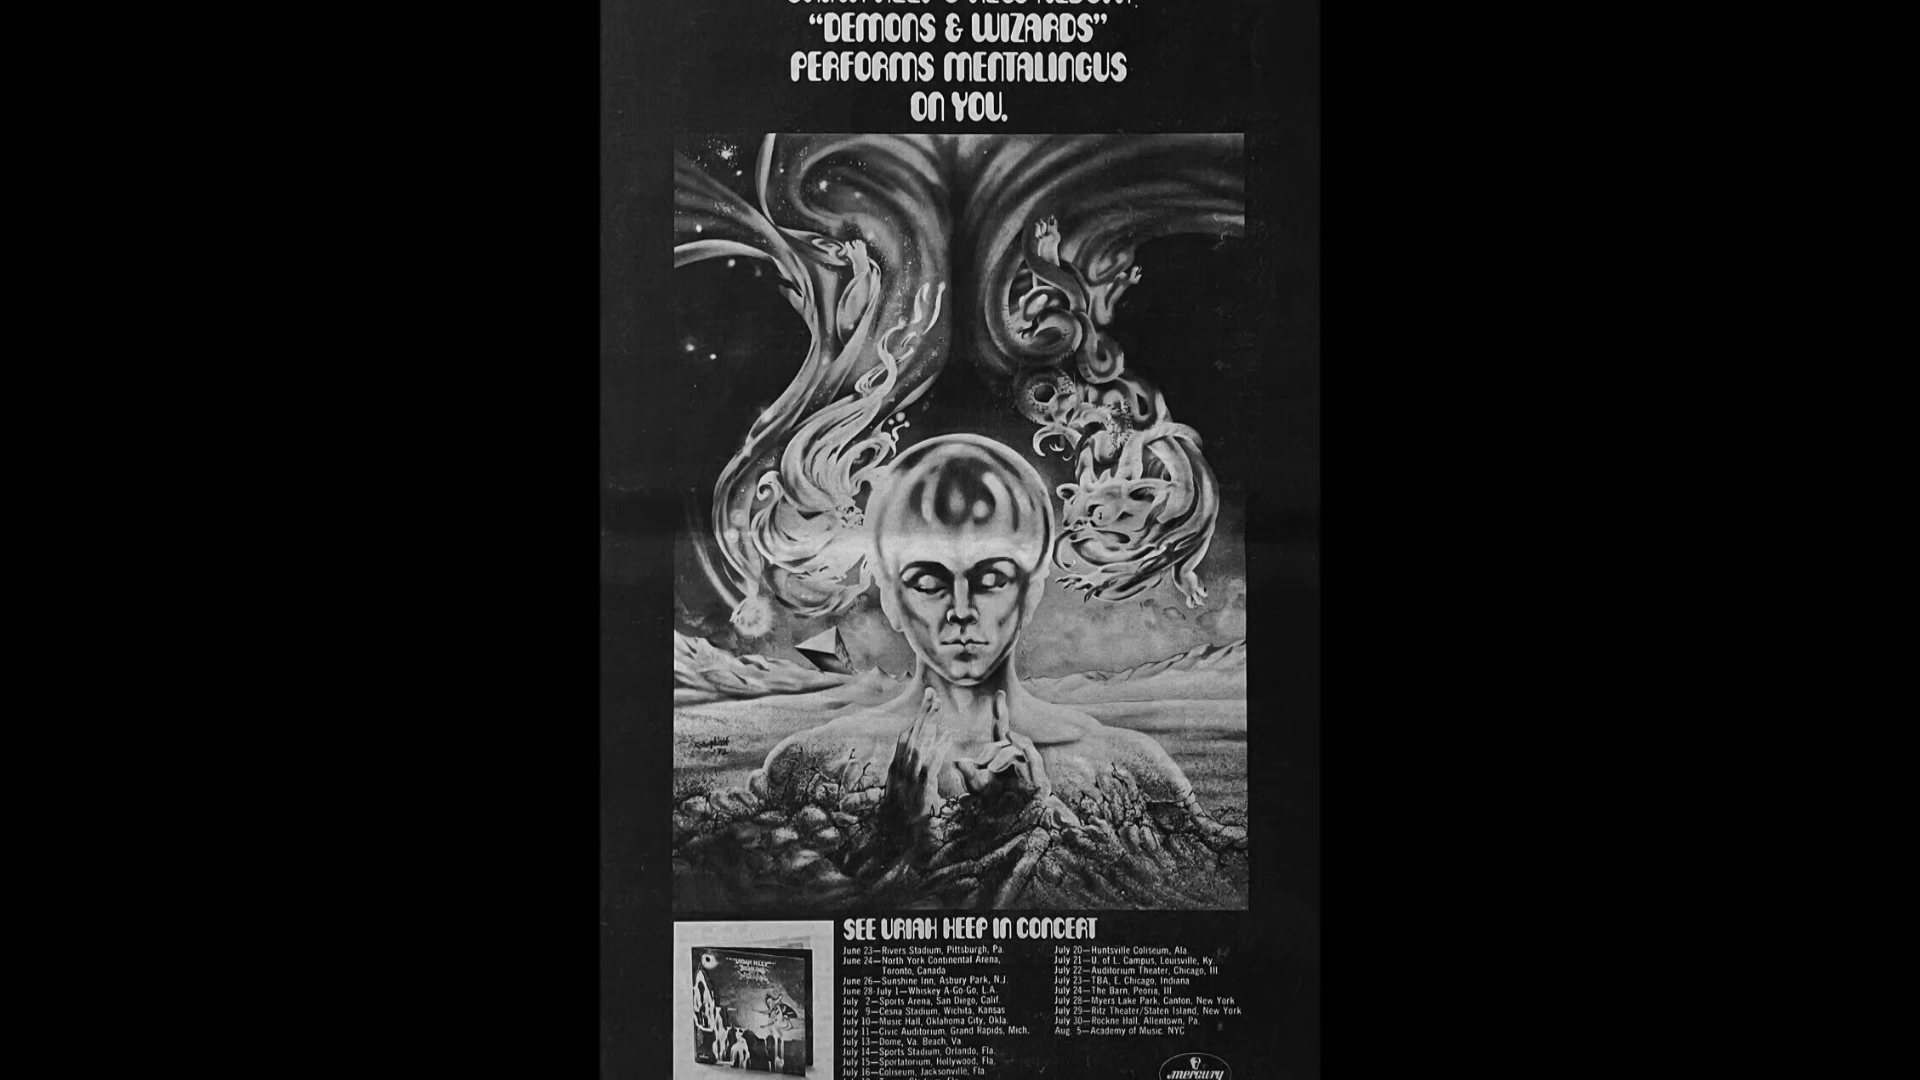 “DEMONS & WIZARDS”
PERFORMS MENTALINGUS
ON YOU.
SEE URIAH HEEP IN CONCERT
June 23—Rivers Stadium, Pittsburgh, Pa.
June 24—North York Continental Arena,
Toronto, Canada
June 26—Sunshine Inn, Asbury Park, N.J.
June 28-July 1—Whiskey A-Go-Go, L.A.
July 2—Sports Arena, San Diego, Calif.
July 9—Cesna Stadium, Wichita, Kansas
July 10—Music Hall, Oklahoma City, Okla.
July 11—Civic Auditorium, Grand Rapids, Mich.
July 13—Dome, Va. Beach, Va.
July 14—Sports Stadium, Orlando, Fla.
July 15—Sportatorium, Hollywood, Fla.
July 16—Coliseum, Jacksonville, Fla.
July 20—Huntsville Coliseum, Ala.
July 21—U. of L. Campus, Louisville, Ky.
July 22—Auditorium Theater, Chicago, Ill.
July 23—TBA, E. Chicago, Indiana
July 24—The Barn, Peoria, Ill
July 28—Myers Lake Park, Canton, New York
July 29—Ritz Theater/Staten Island, New York
July 30—Rockne Hall, Allentown, Pa.
Aug. 5—Academy of Music. NYC
mercury